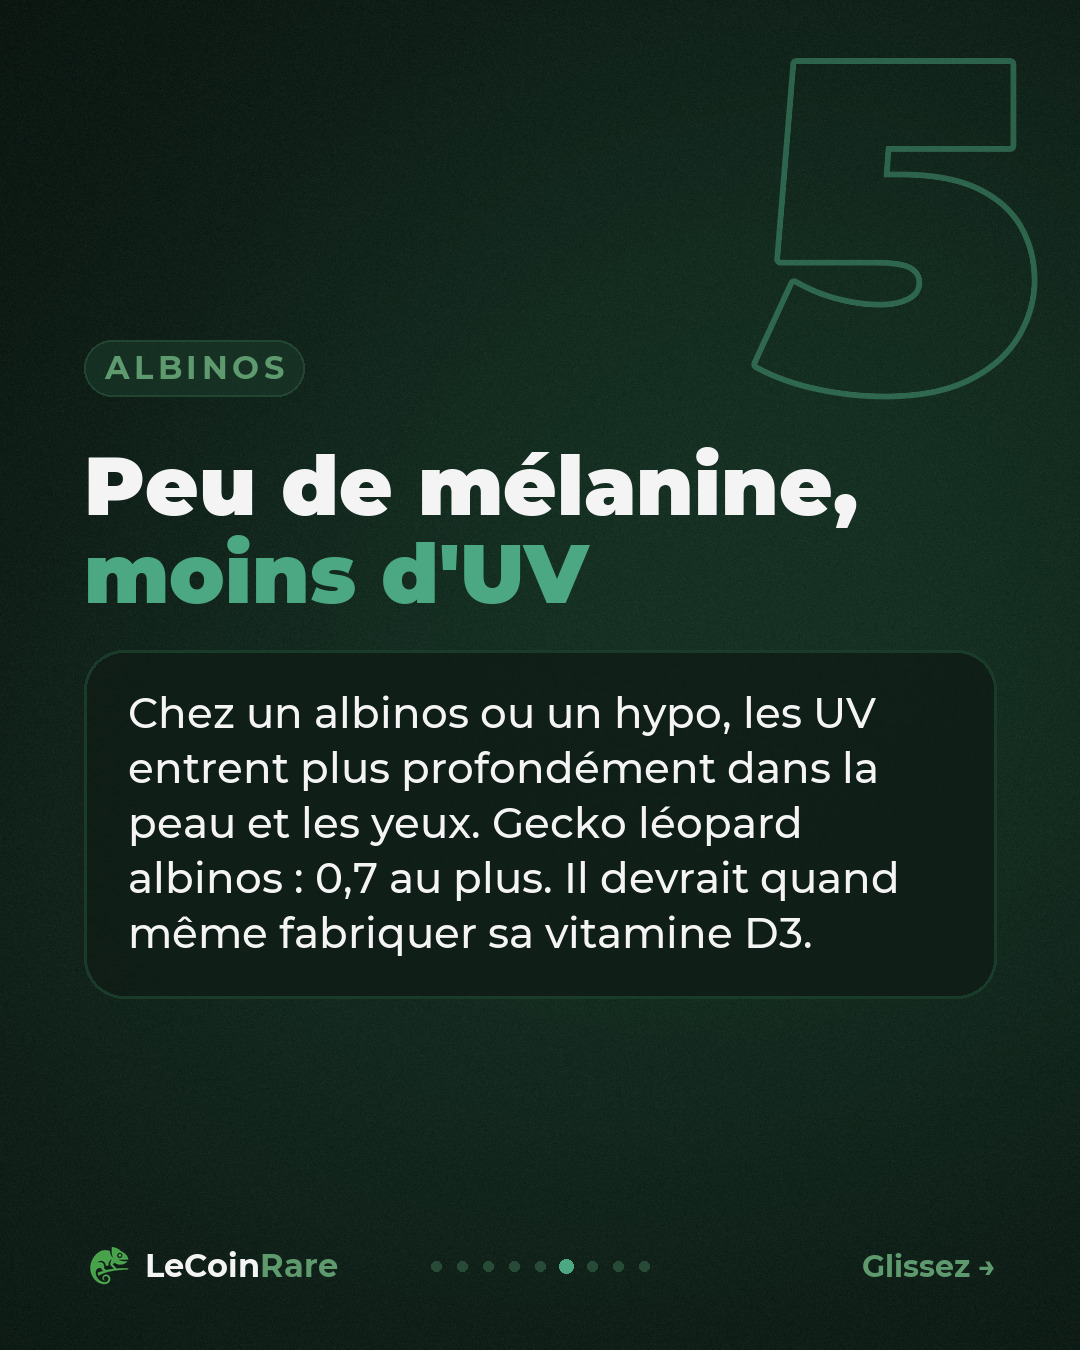 5
ALBINOS
Peu de mélanine,
moins d'UV
Chez un albinos ou un hypo, les UV
entrent plus profondément dans la
peau et les yeux. Gecko léopard
albinos : 0,7 au plus. Il devrait quand
même fabriquer sa vitamine D3.
LeCoinRare
Glissez →